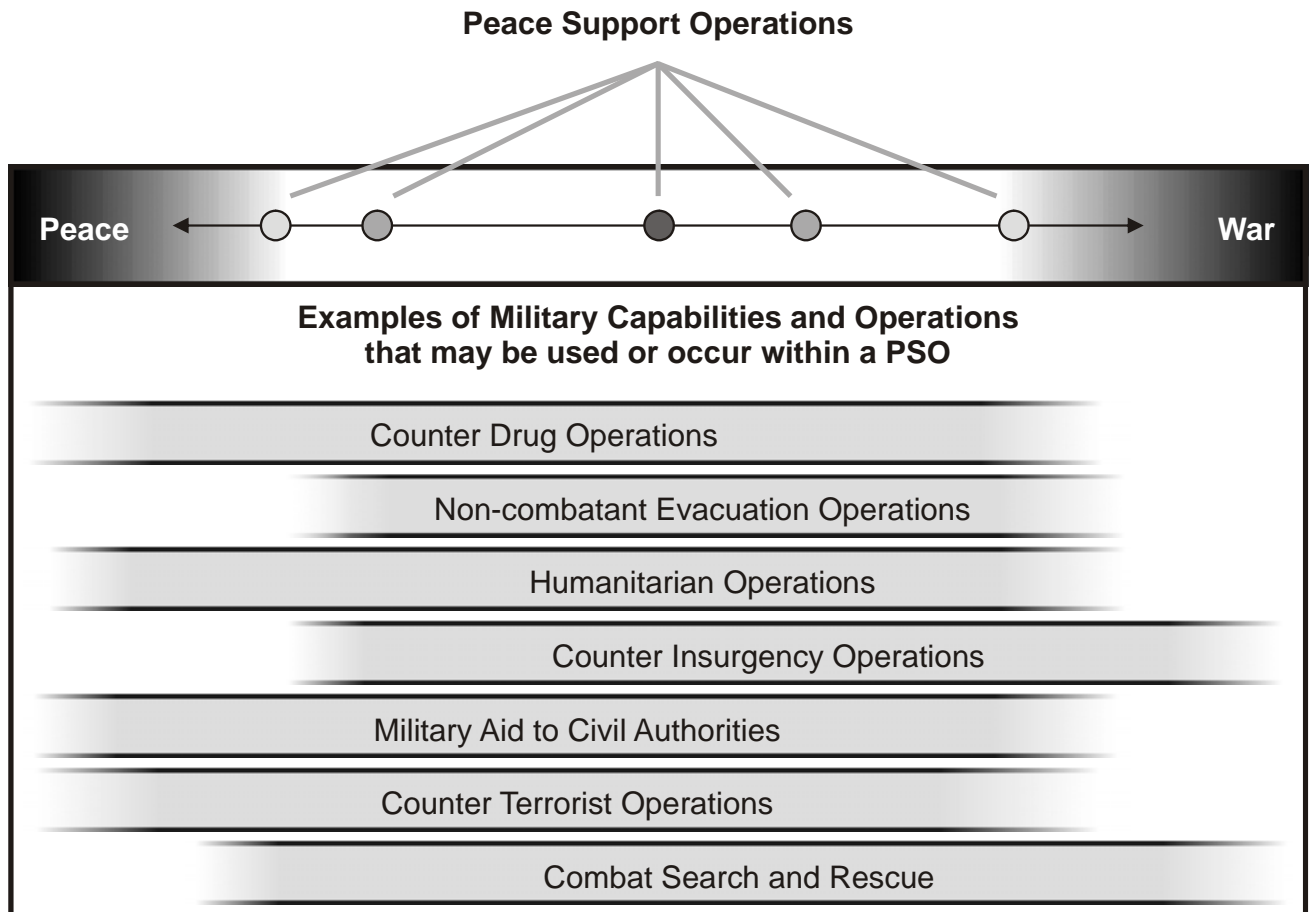 Peace Support Operations
Peace
War
Examples of Military Capabilities and Operations
that may be used or occur within a PSO
Counter Drug Operations
Non-combatant Evacuation Operations
Humanitarian Operations
Counter Insurgency Operations
Military Aid to Civil Authorities
Counter Terrorist Operations
Combat Search and Rescue